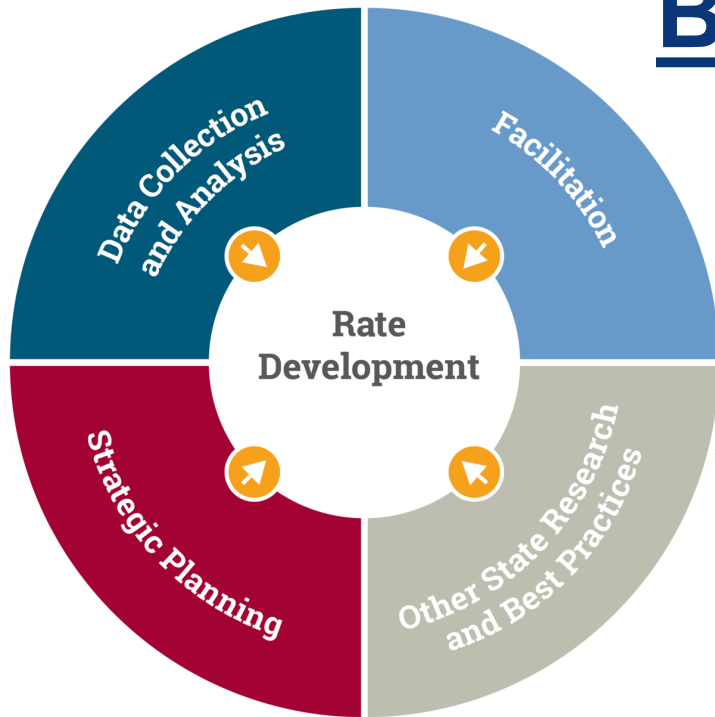 B
Data Collection
and Analysis
Facilitation
Rate
Development
Strategic Planning
Other State Research
and Best Practices